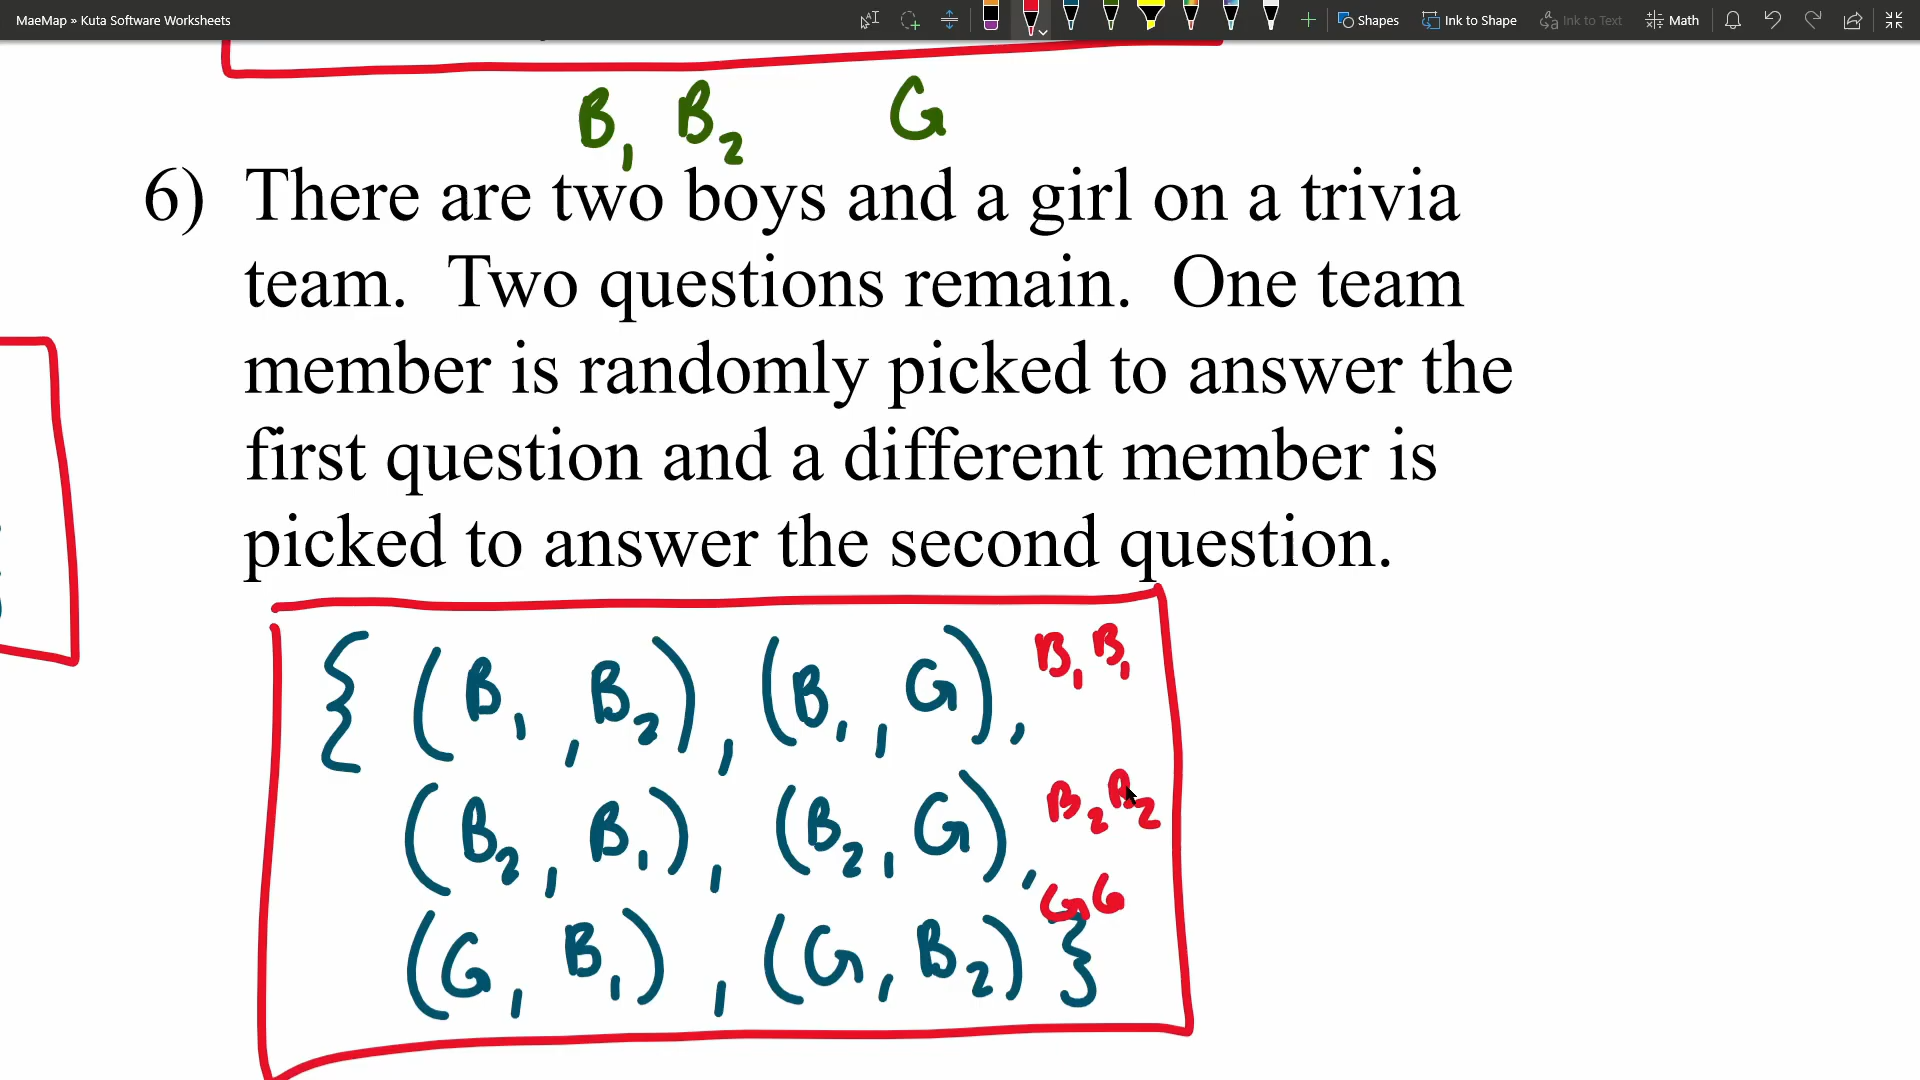 MaeMap » Kuta Software Worksheets Shapes Ink to Shape Ink to Text Math
B₁ B₂ G
6) There are two boys and a girl on a trivia
team. Two questions remain. One team
member is randomly picked to answer the
first question and a different member is
picked to answer the second question.
{ (B₁, B₂), (B₁, G), B₁ B₁
(B₂, B₁), (B₂, G), B₂ B₂
G G
(G, B₁), (G, B₂) }